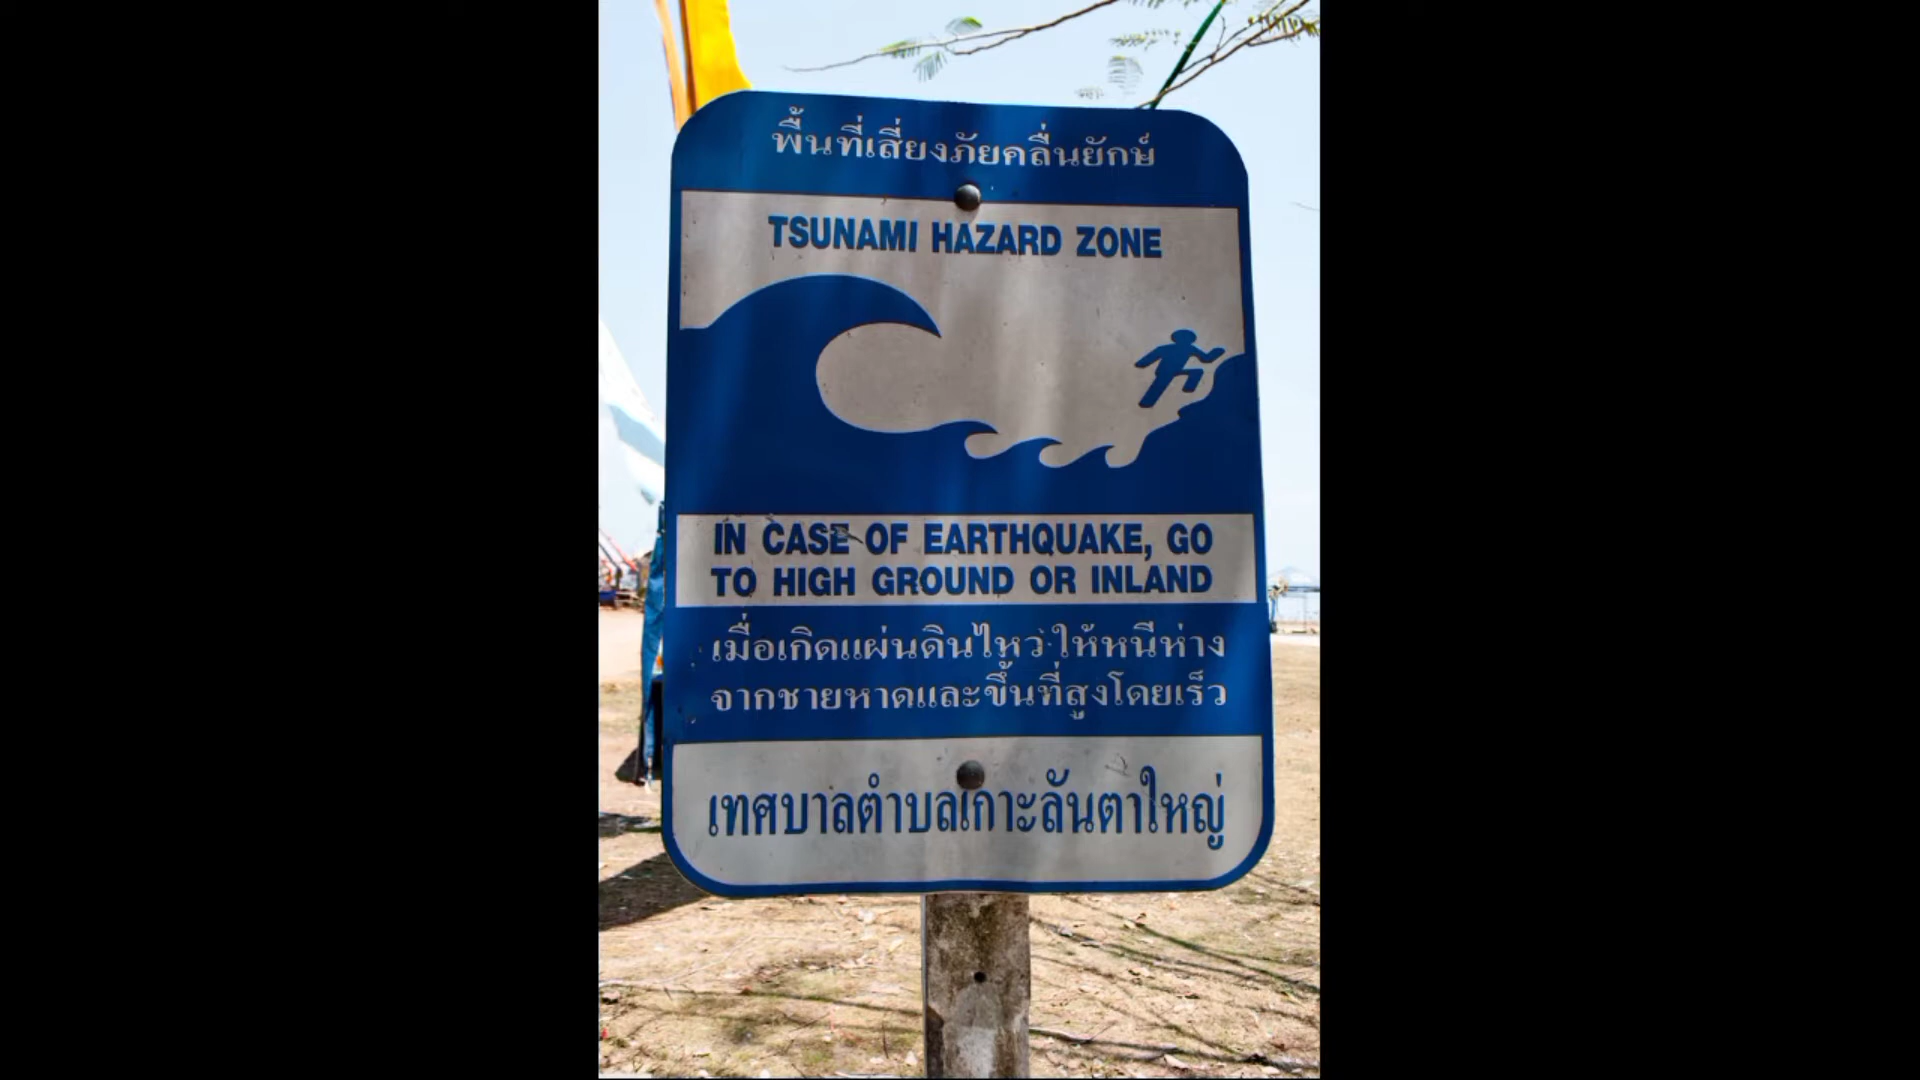 พื้นที่เสี่ยงภัยคลื่นยักษ์
TSUNAMI HAZARD ZONE
IN CASE OF EARTHQUAKE, GO
TO HIGH GROUND OR INLAND
เมื่อเกิดแผ่นดินไหว ให้หนีห่าง
จากชายหาดและขึ้นที่สูงโดยเร็ว
เทศบาลตำบลเกาะลันตาใหญ่